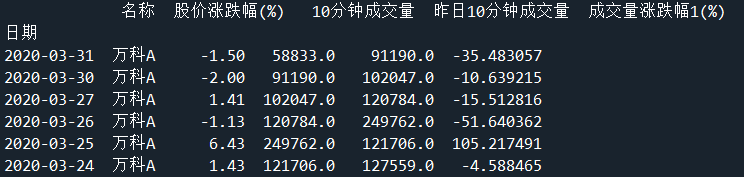 名称 股价涨跌幅(%) 10分钟成交量 昨日10分钟成交量 成交量涨跌幅1(%)
日期
2020-03-31 万科A -1.50 58833.0 91190.0 -35.483057
2020-03-30 万科A -2.00 91190.0 102047.0 -10.639215
2020-03-27 万科A 1.41 102047.0 120784.0 -15.512816
2020-03-26 万科A -1.13 120784.0 249762.0 -51.640362
2020-03-25 万科A 6.43 249762.0 121706.0 105.217491
2020-03-24 万科A 1.43 121706.0 127559.0 -4.588465